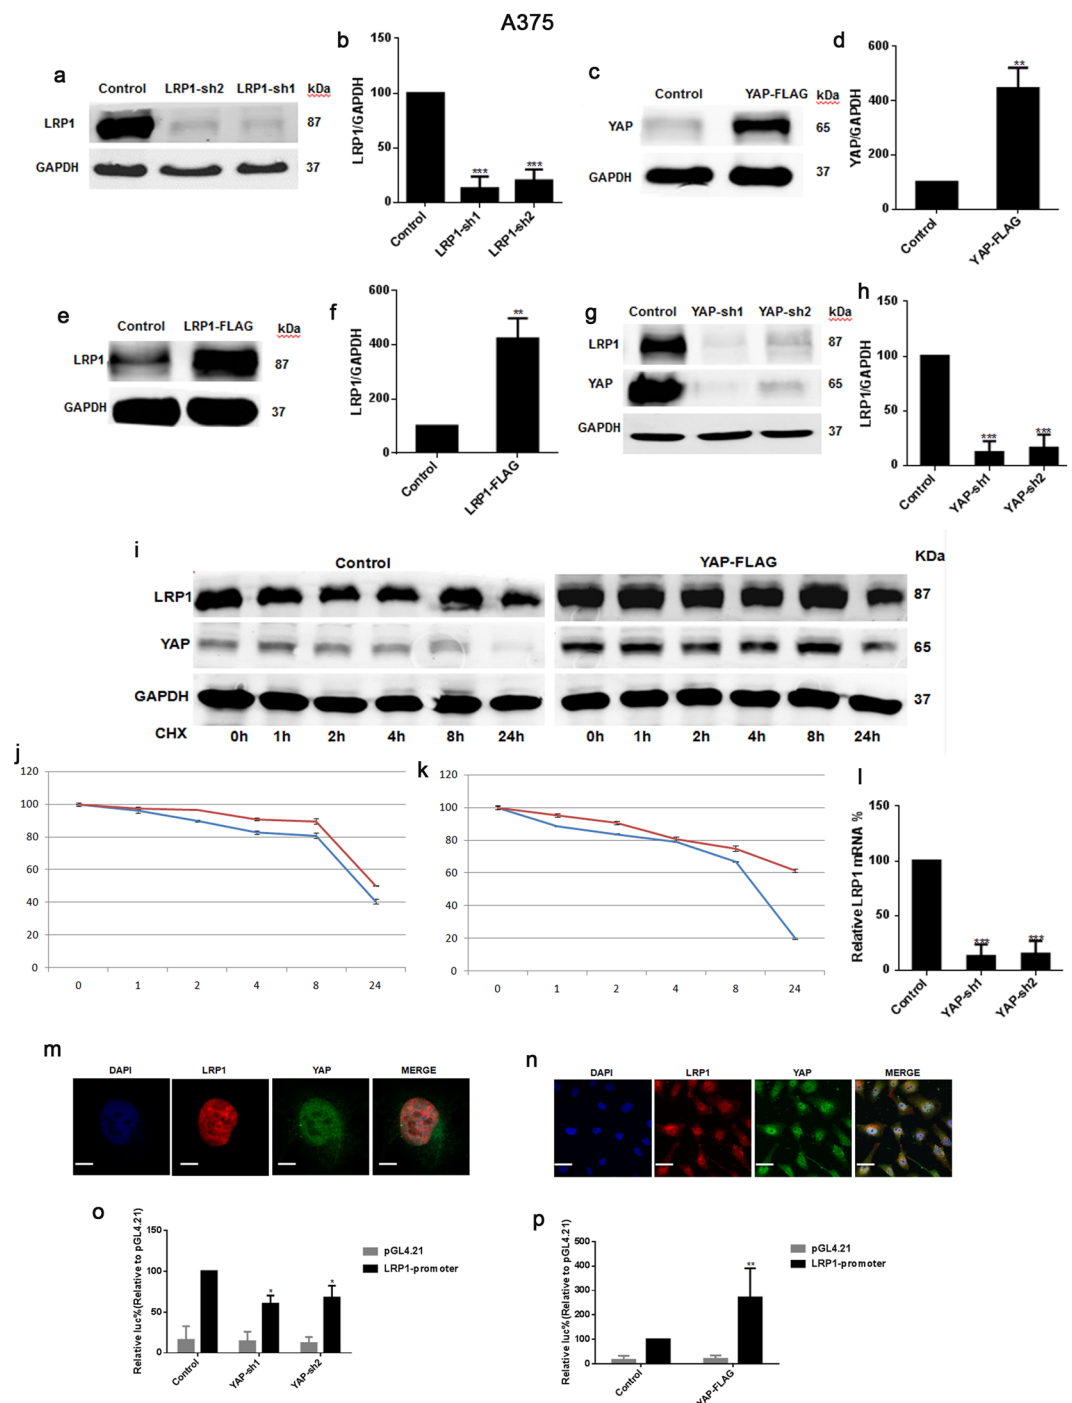 A375
a
Control LRP1-sh2 LRP1-sh1 kDa
LRP1 87
GAPDH 37
b
LRP1/GAPDH
150
100
50
0
Control
LRP1-sh1
LRP1-sh2
***
***
c
Control YAP-FLAG kDa
YAP 65
GAPDH 37
d
YAP/GAPDH
600
400
200
0
**
Control
YAP-FLAG
e
Control LRP1-FLAG kDa
LRP1 87
GAPDH 37
f
LRP1/GAPDH
600
400
200
0
**
Control
LRP1-FLAG
g
Control YAP-sh1 YAP-sh2 kDa
LRP1 87
YAP 65
GAPDH 37
h
LRP1/GAPDH
150
100
50
0
***
***
Control
YAP-sh1
YAP-sh2
i
Control YAP-FLAG KDa
LRP1 87
YAP 65
GAPDH 37
CHX 0h 1h 2h 4h 8h 24h 0h 1h 2h 4h 8h 24h
j
120
100
80
60
40
20
0
0 1 2 4 8 24
k
120
100
80
60
40
20
0
0 1 2 4 8 24
l
Relative LRP1 mRNA %
150
100
50
0
***
***
Control
YAP-sh1
YAP-sh2
m
DAPI LRP1 YAP MERGE
n
DAPI LRP1 YAP MERGE
o
Relative luc%(Relative to pGL4.21)
150
100
50
0
*
*
Control
YAP-sh1
YAP-sh2
pGL4.21
LRP1-promoter
p
Relative luc%(Relative to pGL4.21)
500
400
300
200
100
0
**
Control
YAP-FLAG
pGL4.21
LRP1-promoter